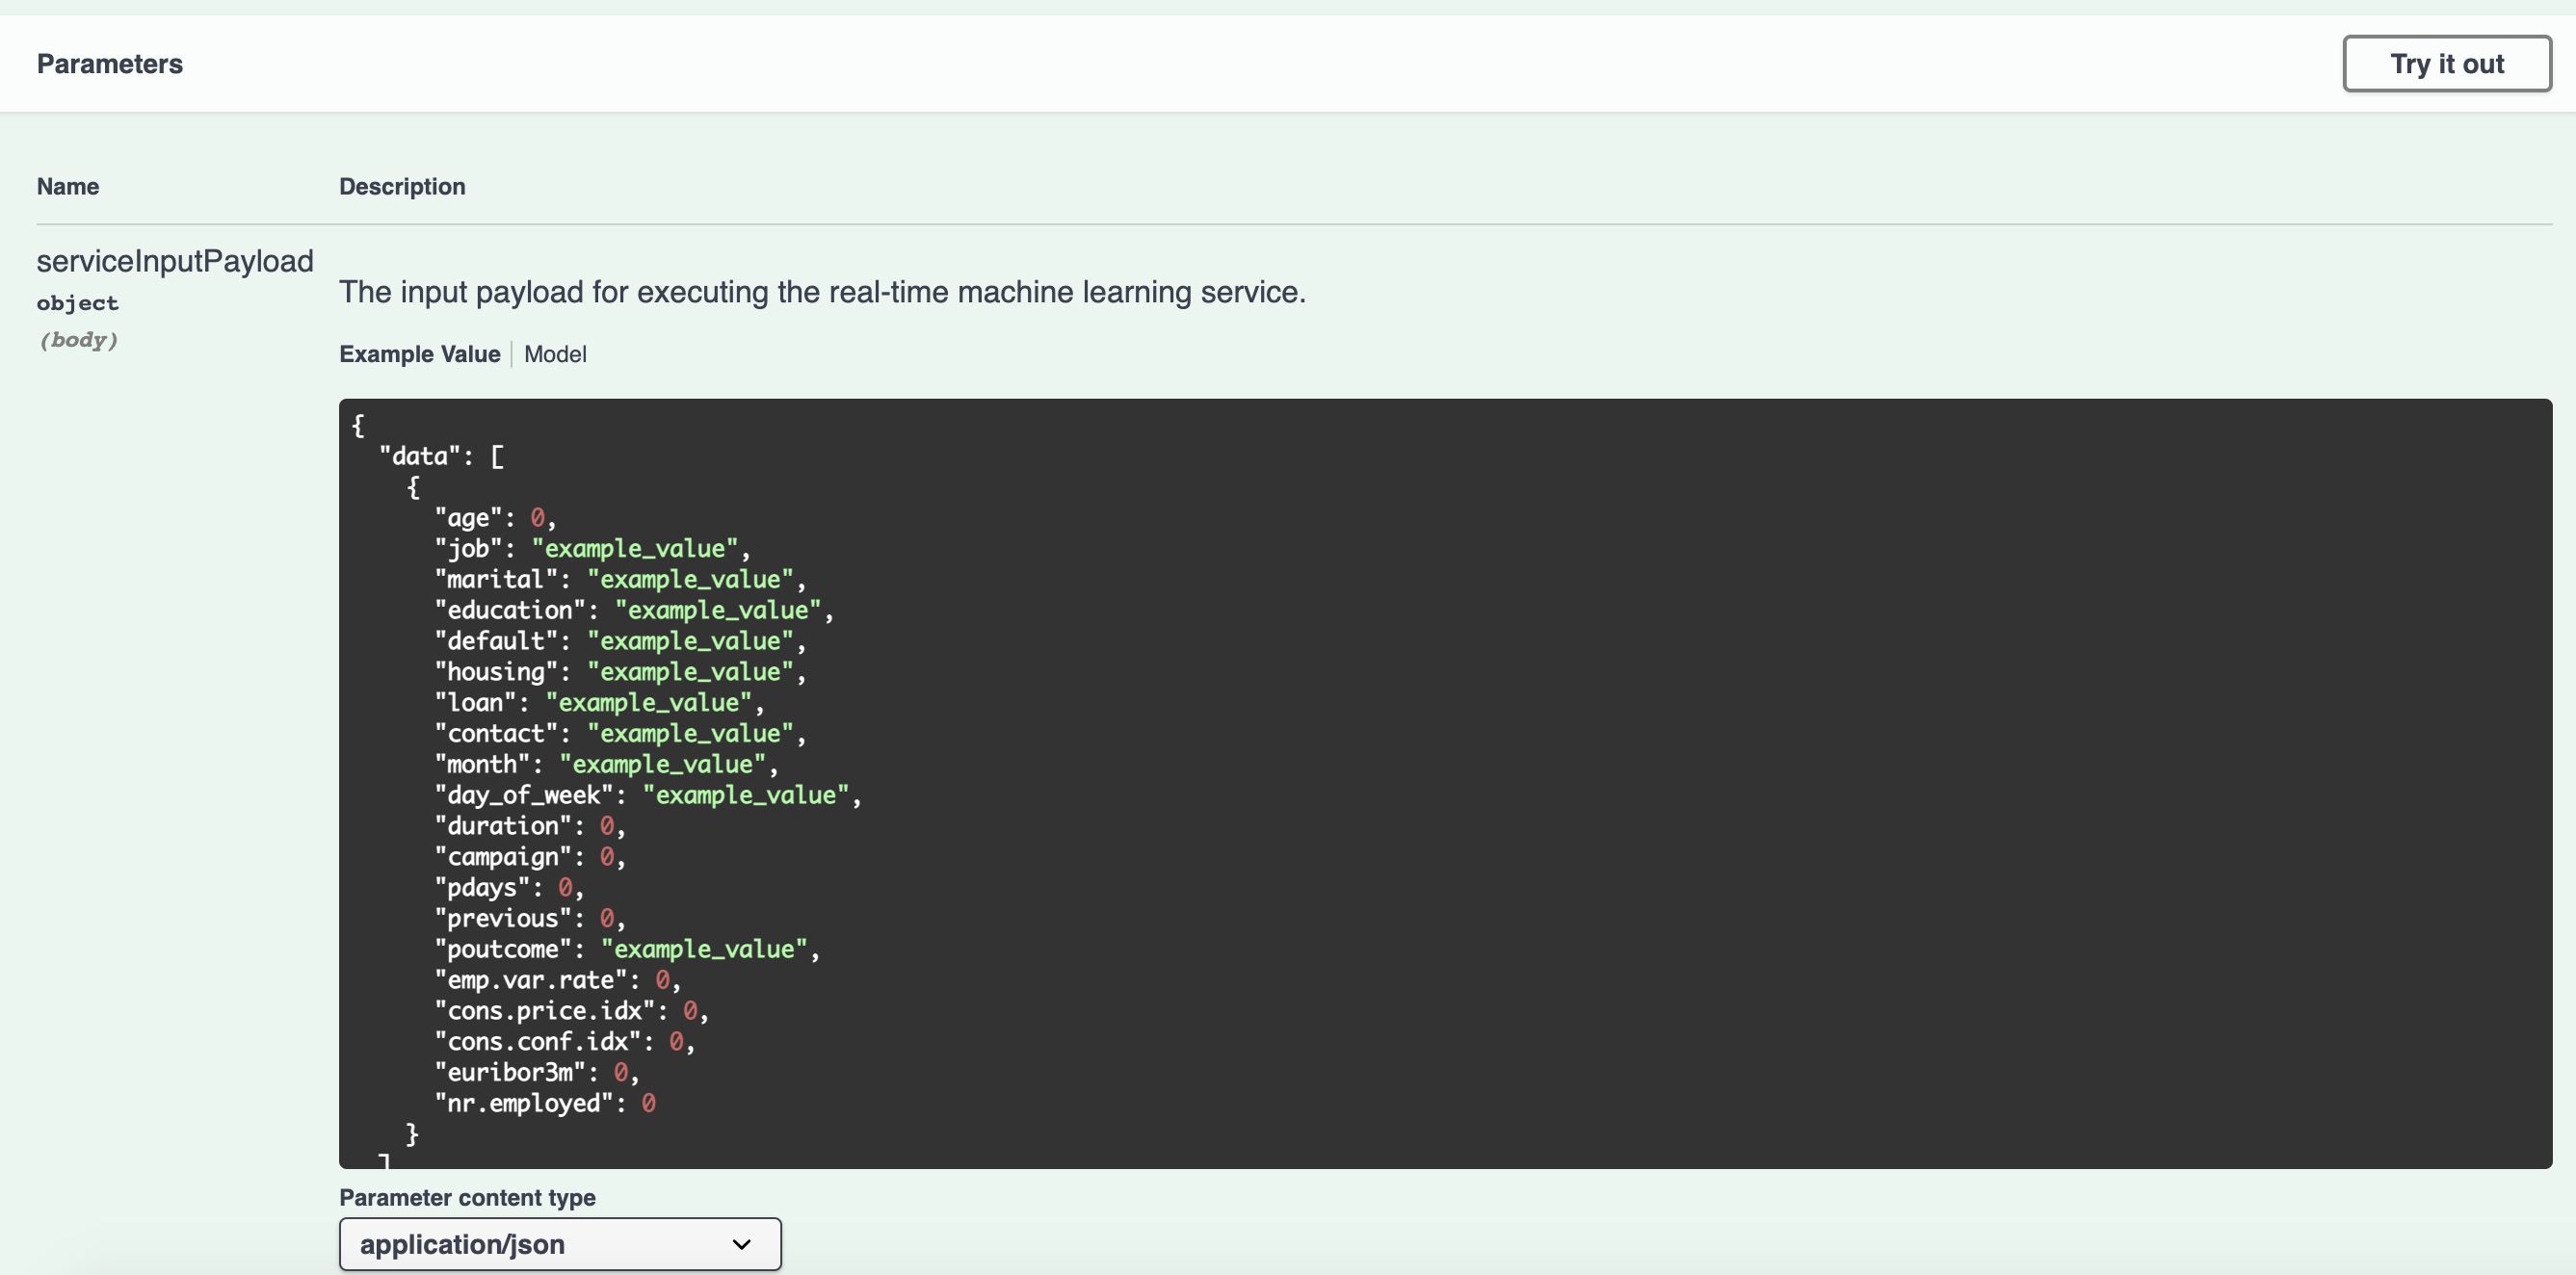 Parameters
Try it out
Name
Description
serviceInputPayload
object
(body)
The input payload for executing the real-time machine learning service.
Example Value
Model
{
  "data": [
    {
      "age": 0,
      "job": "example_value",
      "marital": "example_value",
      "education": "example_value",
      "default": "example_value",
      "housing": "example_value",
      "loan": "example_value",
      "contact": "example_value",
      "month": "example_value",
      "day_of_week": "example_value",
      "duration": 0,
      "campaign": 0,
      "pdays": 0,
      "previous": 0,
      "poutcome": "example_value",
      "emp.var.rate": 0,
      "cons.price.idx": 0,
      "cons.conf.idx": 0,
      "euribor3m": 0,
      "nr.employed": 0
    }
  ]
Parameter content type
application/json